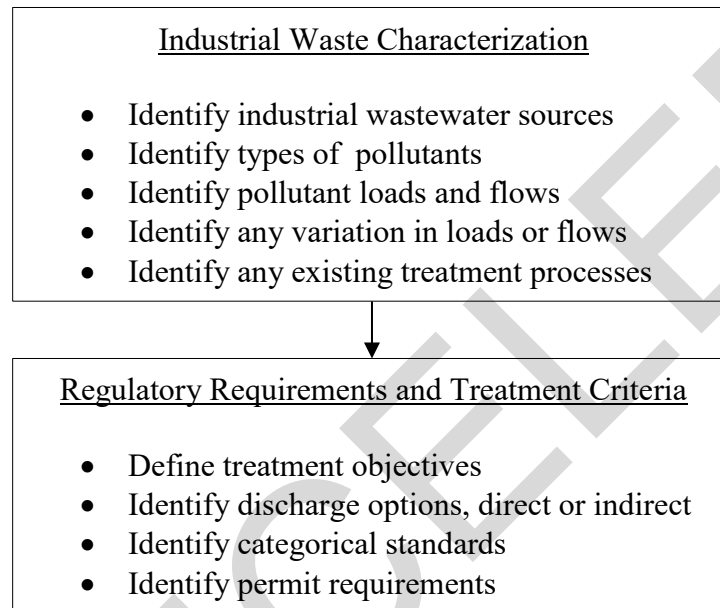 Industrial Waste Characterization
• Identify industrial wastewater sources
• Identify types of pollutants
• Identify pollutant loads and flows
• Identify any variation in loads or flows
• Identify any existing treatment processes
Regulatory Requirements and Treatment Criteria
• Define treatment objectives
• Identify discharge options, direct or indirect
• Identify categorical standards
• Identify permit requirements